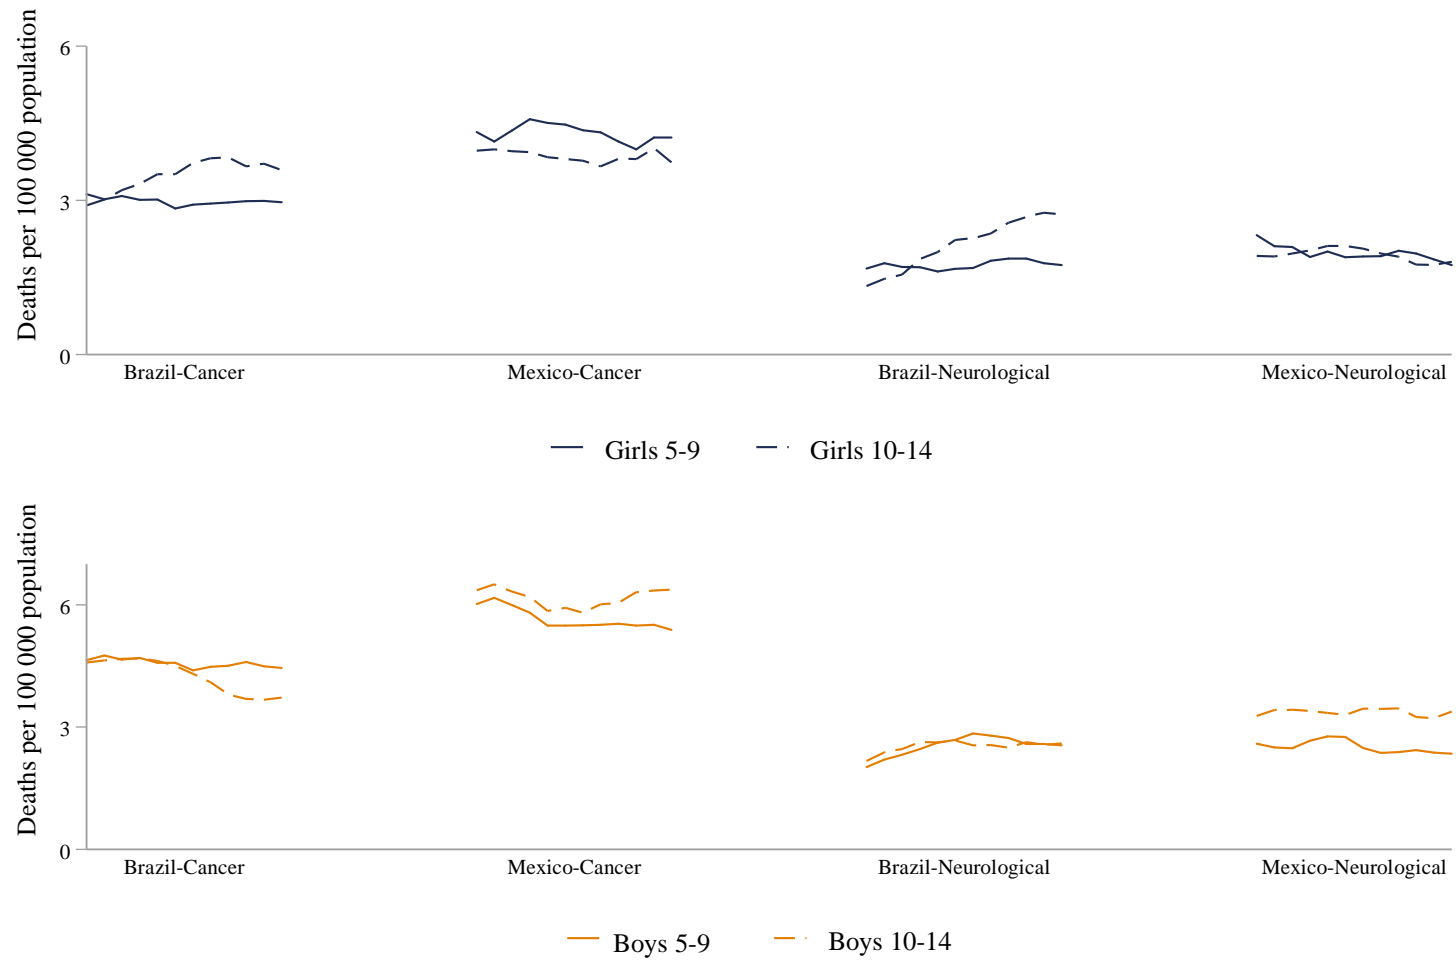 Deaths per 100 000 population
6
3
0
Brazil-Cancer Mexico-Cancer Brazil-Neurological Mexico-Neurological
Girls 5-9 Girls 10-14
Deaths per 100 000 population
6
3
0
Brazil-Cancer Mexico-Cancer Brazil-Neurological Mexico-Neurological
Boys 5-9 Boys 10-14